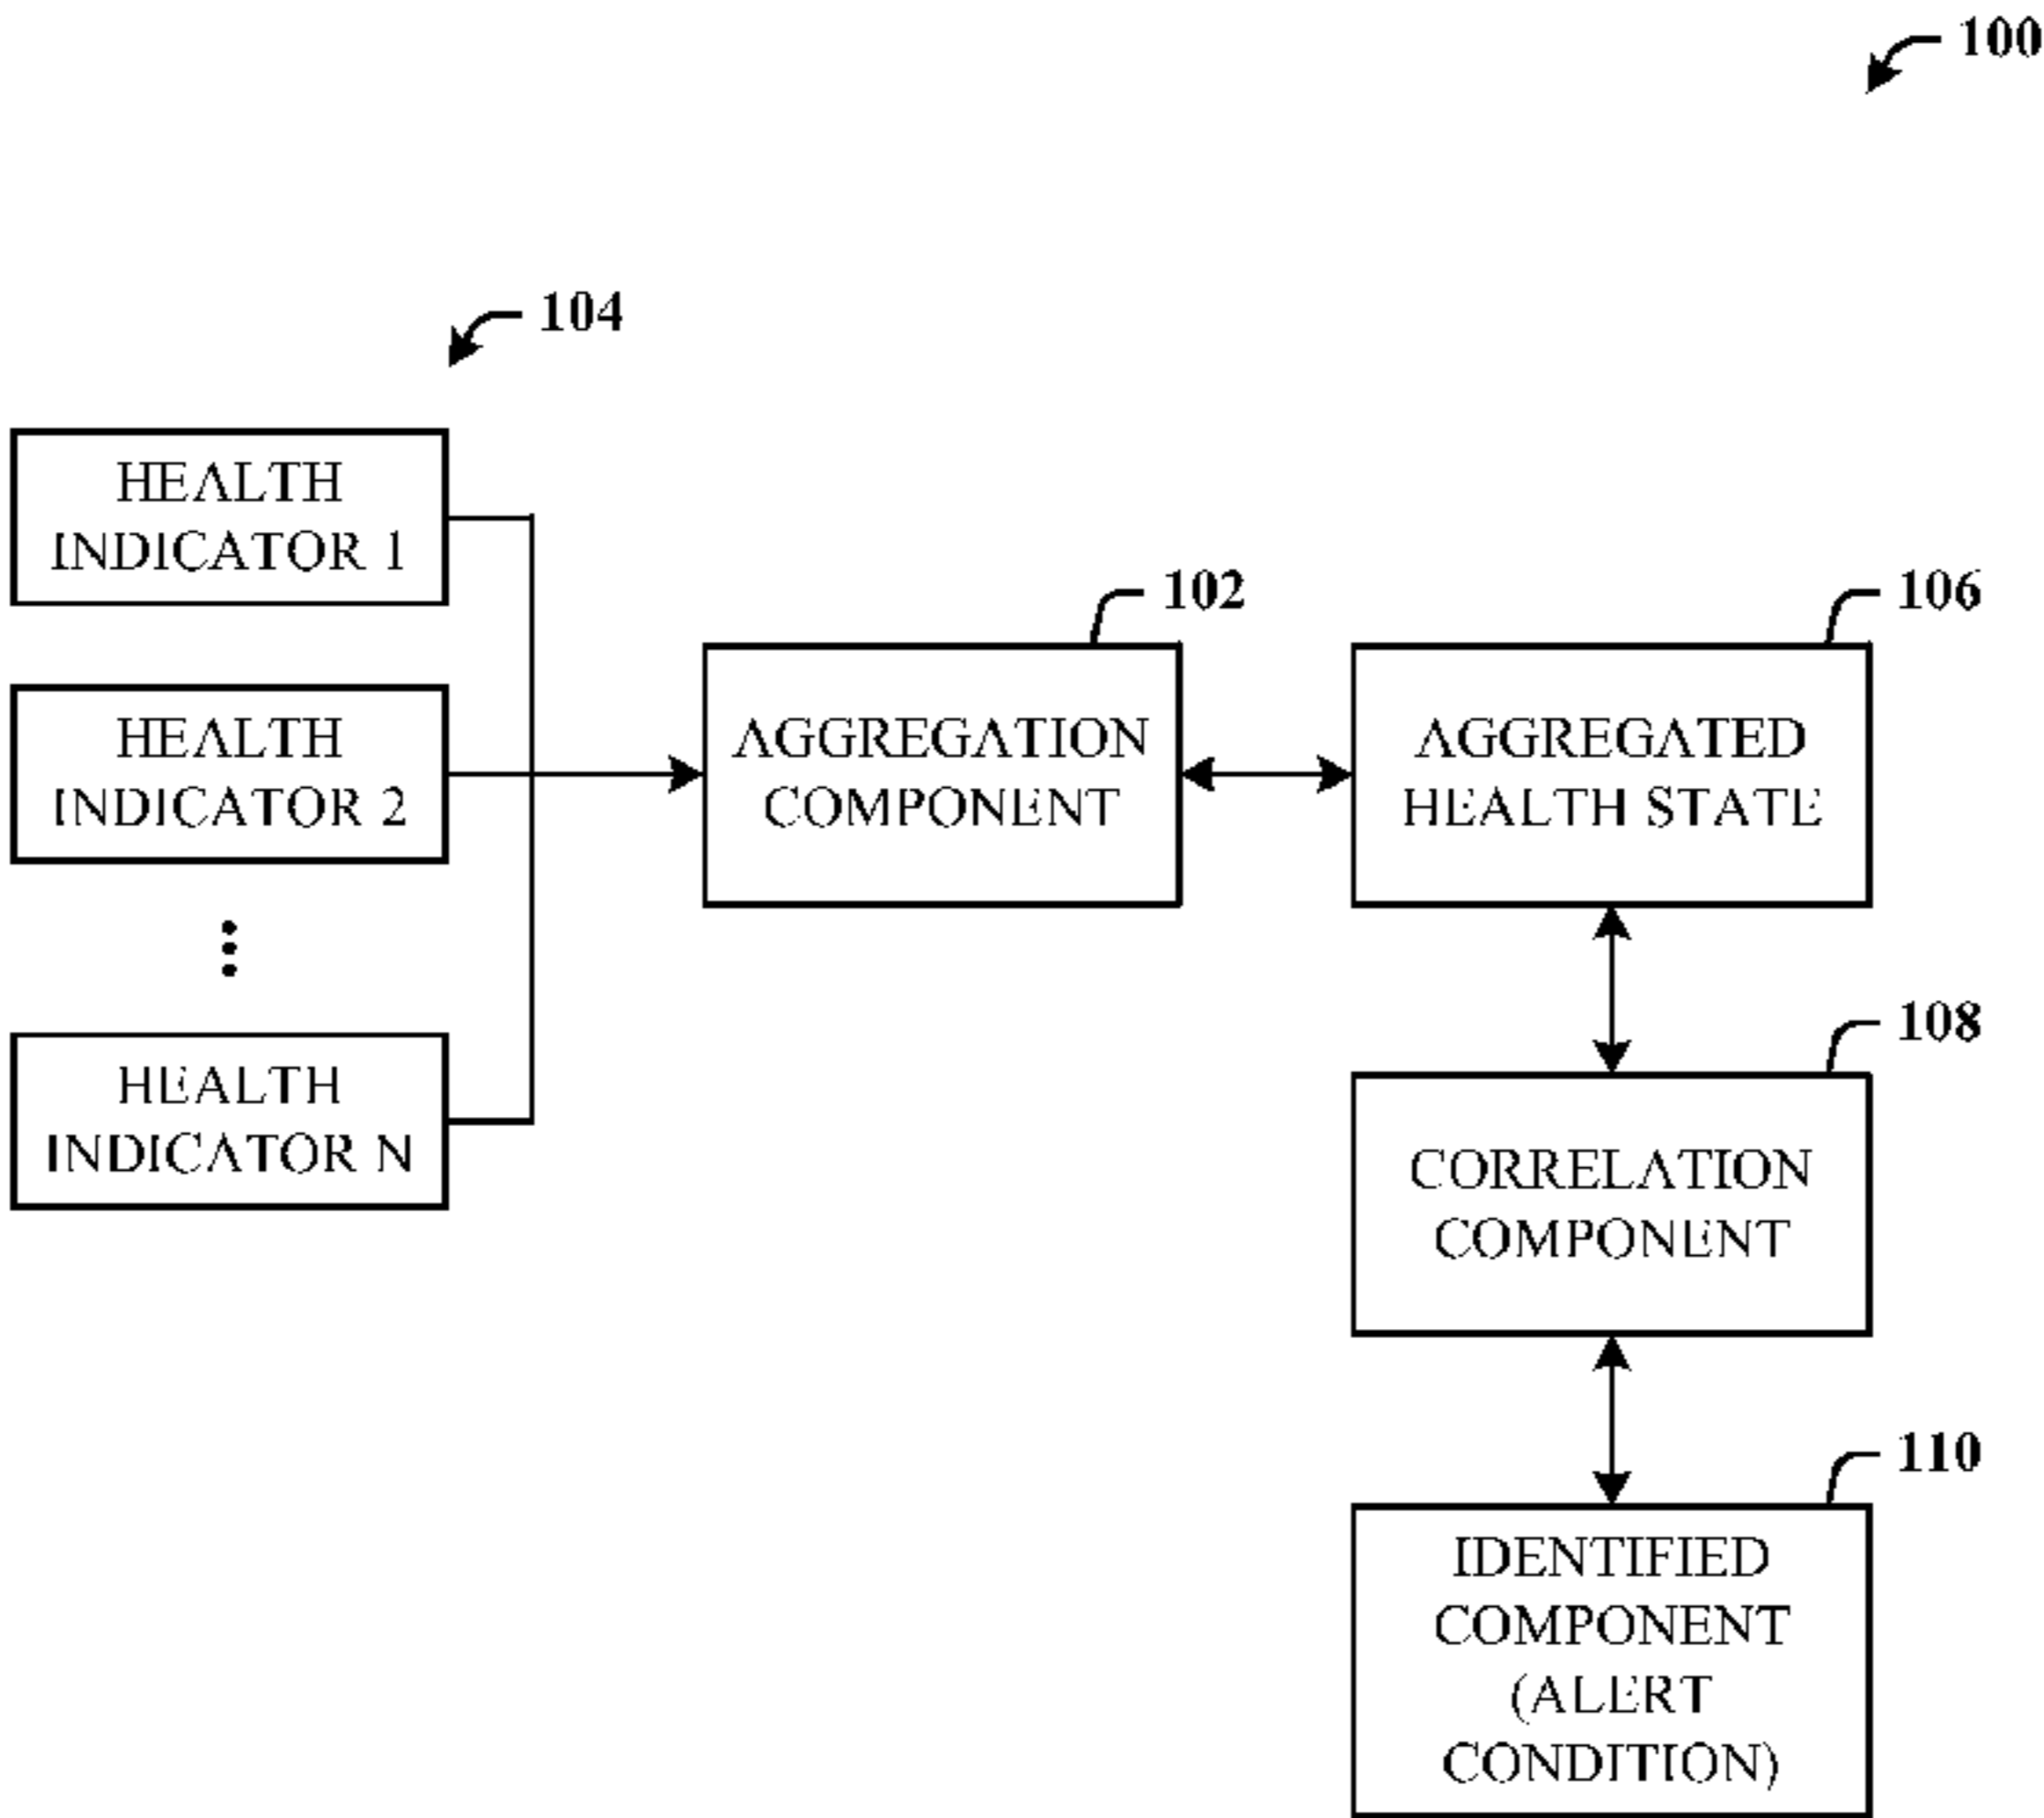 100
104
HEALTH
INDICATOR 1
102
106
HEALTH
INDICATOR 2
AGGREGATION
COMPONENT
AGGREGATED
HEALTH STATE
108
HEALTH
INDICATOR N
CORRELATION
COMPONENT
110
IDENTIFIED
COMPONENT
(ALERT
CONDITION)